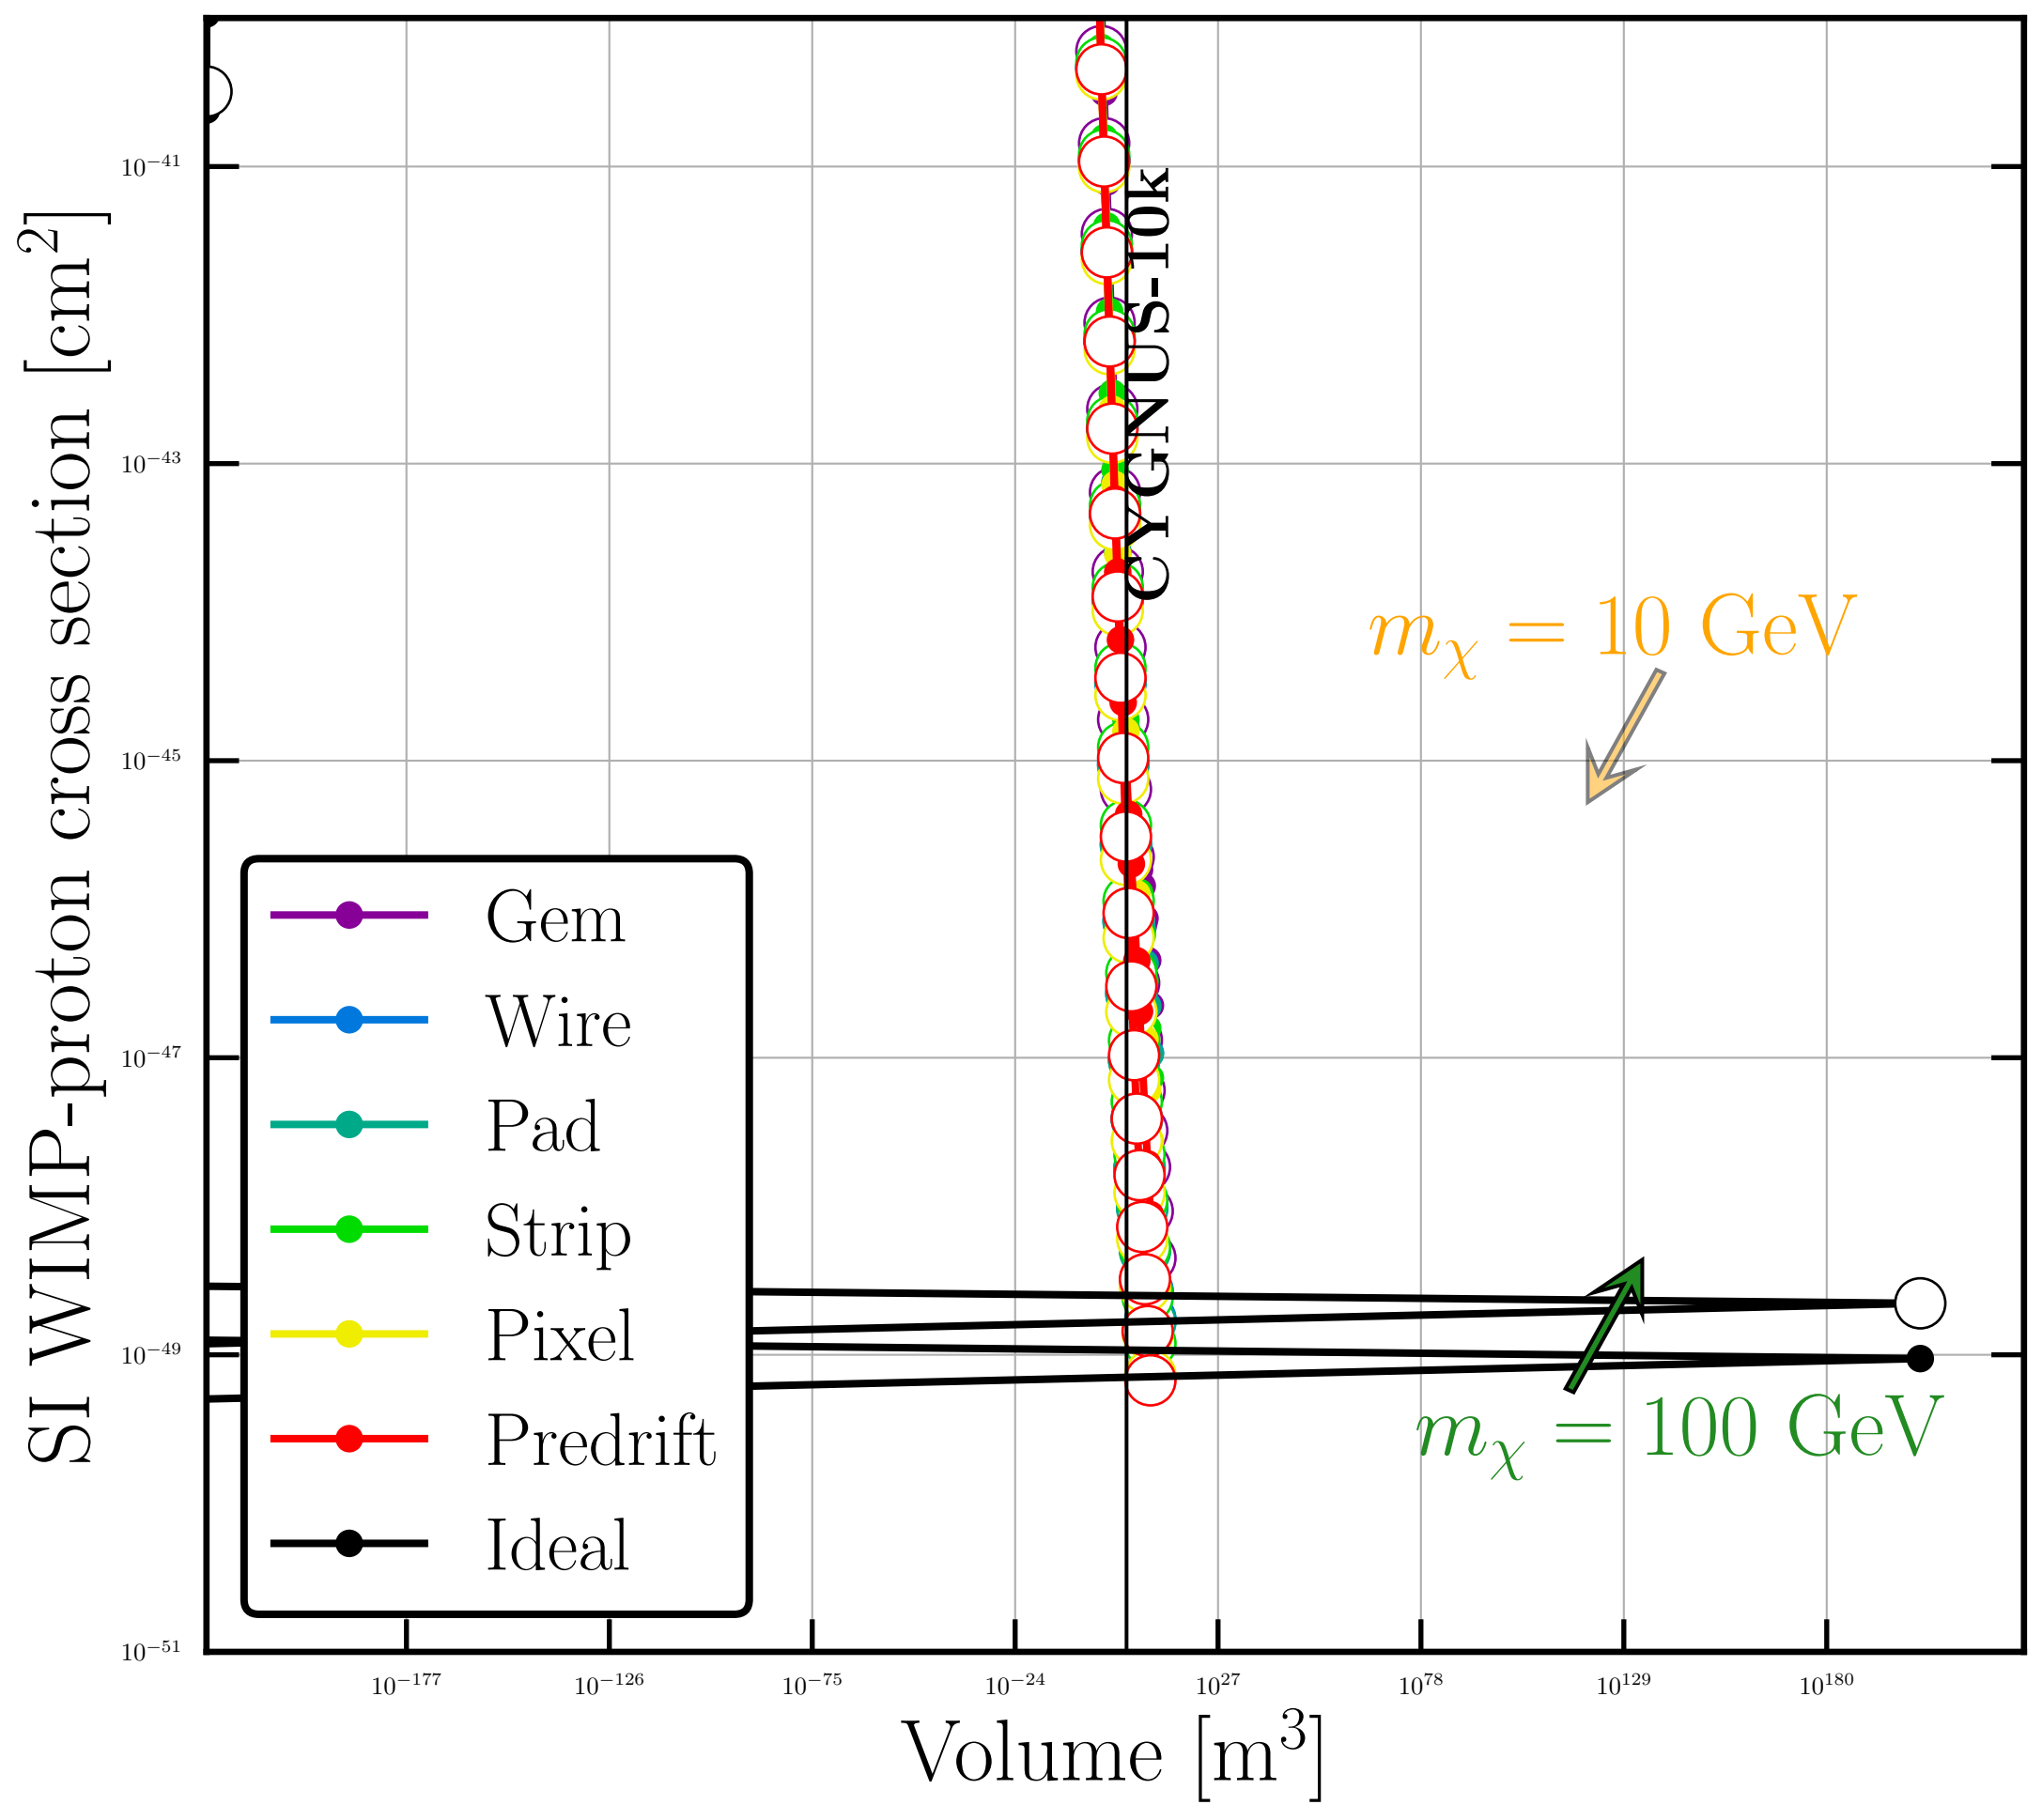 SI WIMP-proton cross section [cm²]
10⁻⁴¹
10⁻⁴³
10⁻⁴⁵
10⁻⁴⁷
10⁻⁴⁹
10⁻⁵¹
CYGNUS-10k
mχ = 10 GeV
mχ = 100 GeV
Gem
Wire
Pad
Strip
Pixel
Predrift
Ideal
10⁻¹⁷⁷ 10⁻¹²⁶ 10⁻⁷⁵ 10⁻²⁴ 10²⁷ 10⁷⁸ 10¹²⁹ 10¹⁸⁰
Volume [m³]